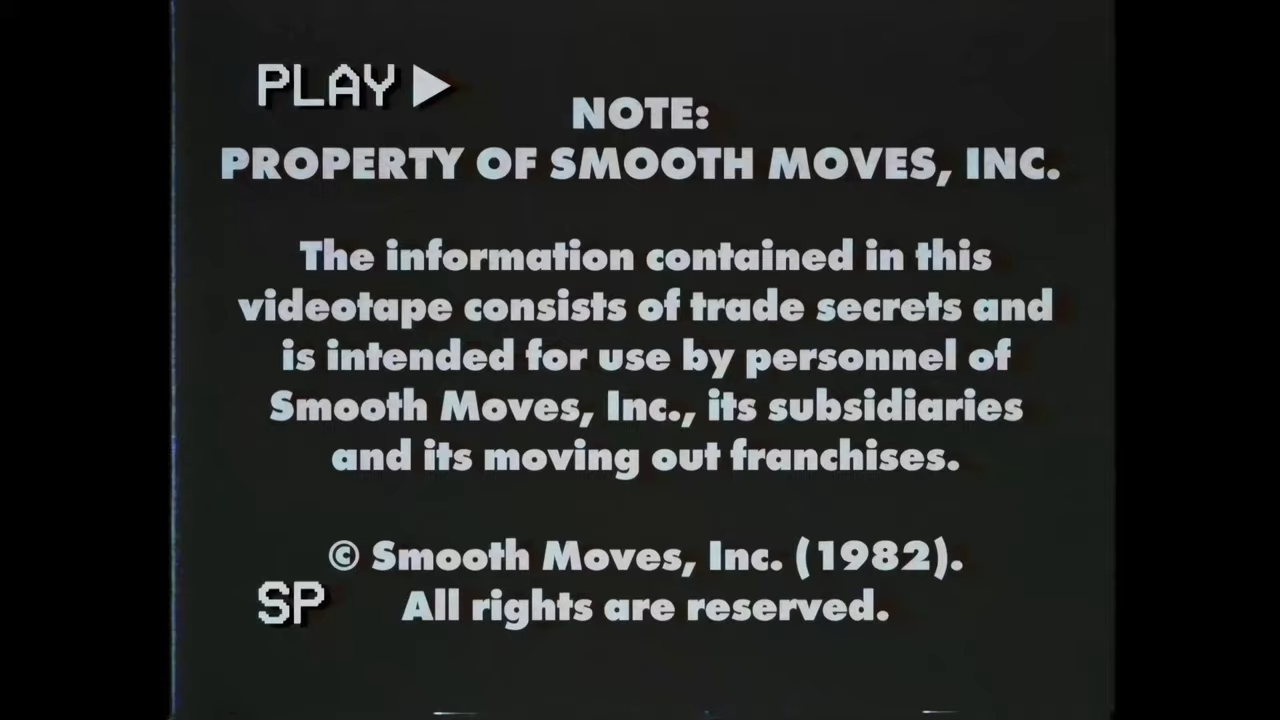 PLAY ▶
NOTE:
PROPERTY OF SMOOTH MOVES, INC.
The information contained in this
videotape consists of trade secrets and
is intended for use by personnel of
Smooth Moves, Inc., its subsidiaries
and its moving out franchises.
© Smooth Moves, Inc. (1982).
SP
All rights are reserved.